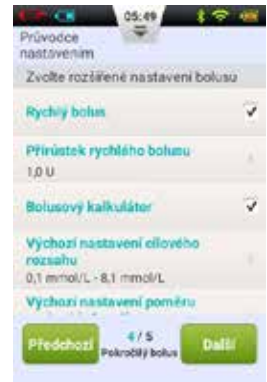 05:49
Průvodce
nastavením
Zvolte rozšířené nastavení bolusu
Rychlý bolus
Přírůstek rychlého bolusu
1,0 U
Bolusový kalkulátor
Výchozí nastavení cílového
rozsahu
0,1 mmol/L - 8,1 mmol/L
Výchozí nastavení poměru
Předchozí
4 / 5
Pokročilý bolus
Další